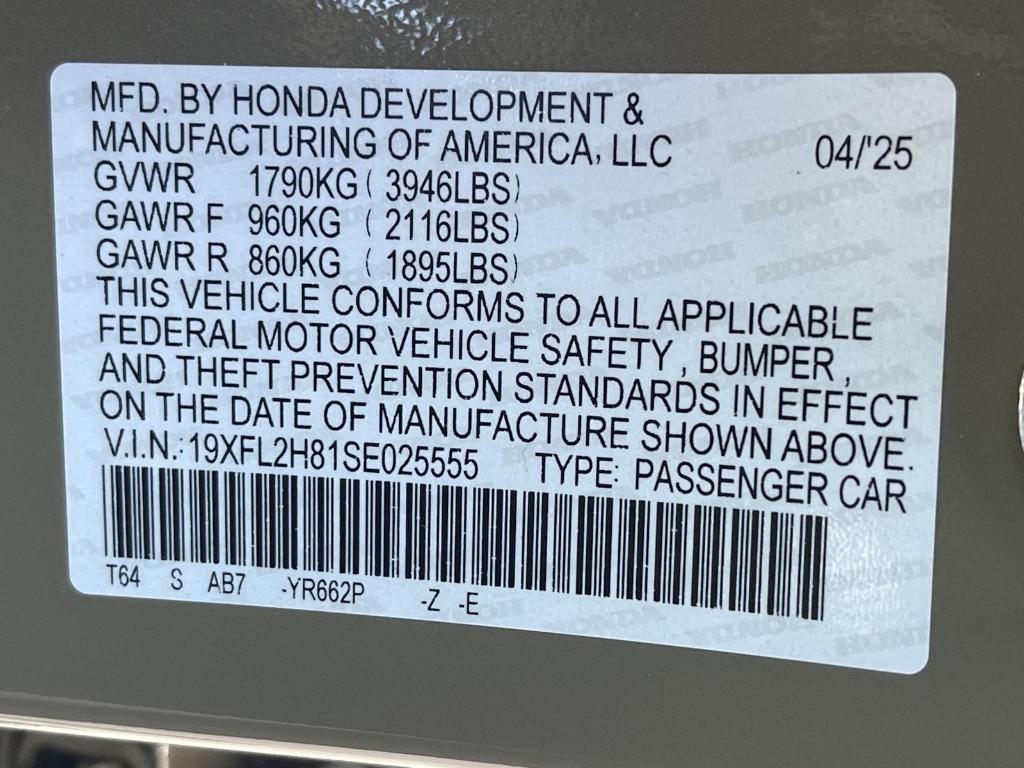 MFD. BY HONDA DEVELOPMENT &
MANUFACTURING OF AMERICA, LLC 04/'25
GVWR 1790KG ( 3946LBS)
GAWR F 960KG ( 2116LBS)
GAWR R 860KG ( 1895LBS)
THIS VEHICLE CONFORMS TO ALL APPLICABLE
FEDERAL MOTOR VEHICLE SAFETY , BUMPER ,
AND THEFT PREVENTION STANDARDS IN EFFECT
ON THE DATE OF MANUFACTURE SHOWN ABOVE.
V.I.N.:19XFL2H81SE025555 TYPE: PASSENGER CAR
T64 S AB7 -YR662P -Z -E